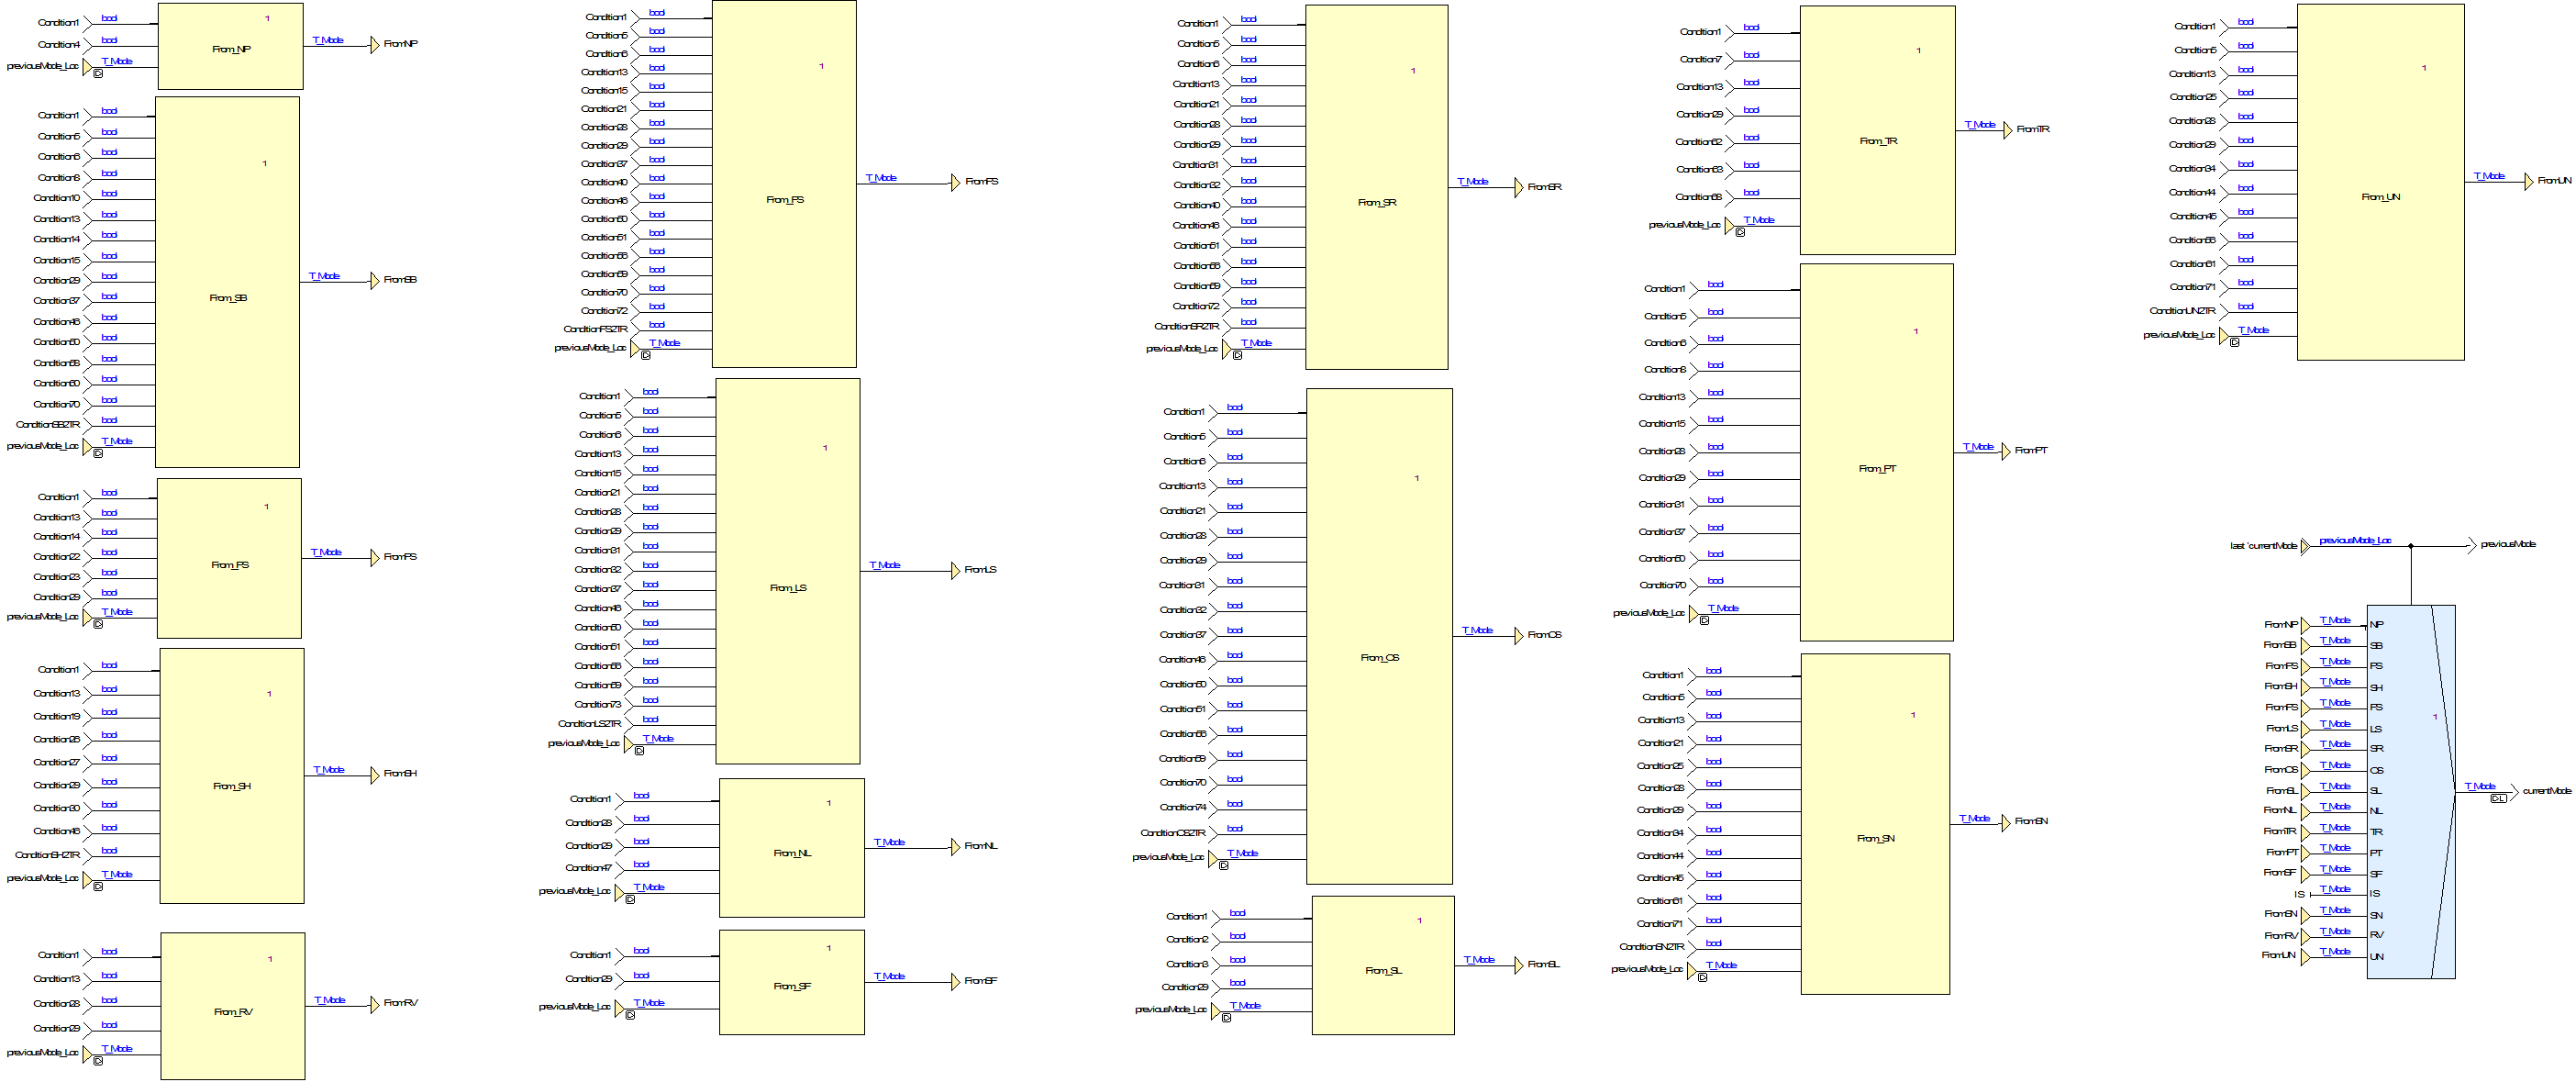 Condition1 bool
Condition4 bool
previousMode_Loc T_Mode
From_NP
1
T_Mode FromNP
Condition1 bool
Condition5 bool
Condition6 bool
Condition8 bool
Condition10 bool
Condition13 bool
Condition14 bool
Condition15 bool
Condition29 bool
Condition37 bool
Condition46 bool
Condition50 bool
Condition60 bool
Condition70 bool
ConditionSB2TR bool
previousMode_Loc T_Mode
From_SB
1
T_Mode FromSB
Condition1 bool
Condition13 bool
Condition14 bool
Condition22 bool
Condition23 bool
Condition29 bool
previousMode_Loc T_Mode
From_PS
1
T_Mode FromPS
Condition1 bool
Condition13 bool
Condition19 bool
Condition26 bool
Condition27 bool
Condition29 bool
Condition30 bool
Condition46 bool
ConditionSH2TR bool
previousMode_Loc T_Mode
From_SH
1
T_Mode FromSH
Condition1 bool
Condition13 bool
Condition28 bool
Condition29 bool
previousMode_Loc T_Mode
From_RV
1
T_Mode FromRV
Condition1 bool
Condition5 bool
Condition6 bool
Condition13 bool
Condition15 bool
Condition21 bool
Condition28 bool
Condition29 bool
Condition37 bool
Condition40 bool
Condition46 bool
Condition50 bool
Condition51 bool
Condition56 bool
Condition59 bool
Condition70 bool
Condition72 bool
ConditionFS2TR bool
previousMode_Loc T_Mode
From_FS
1
T_Mode FromFS
Condition1 bool
Condition5 bool
Condition6 bool
Condition13 bool
Condition15 bool
Condition21 bool
Condition28 bool
Condition29 bool
Condition31 bool
Condition32 bool
Condition37 bool
Condition46 bool
Condition50 bool
Condition51 bool
Condition56 bool
Condition59 bool
Condition73 bool
ConditionLS2TR bool
previousMode_Loc T_Mode
From_LS
1
T_Mode FromLS
Condition1 bool
Condition28 bool
Condition29 bool
Condition47 bool
previousMode_Loc T_Mode
From_NL
1
T_Mode FromNL
Condition1 bool
Condition29 bool
previousMode_Loc T_Mode
From_SF
1
T_Mode FromSF
Condition1 bool
Condition5 bool
Condition6 bool
Condition13 bool
Condition21 bool
Condition28 bool
Condition29 bool
Condition31 bool
Condition32 bool
Condition40 bool
Condition46 bool
Condition51 bool
Condition56 bool
Condition59 bool
Condition72 bool
ConditionSR2TR bool
previousMode_Loc T_Mode
From_SR
1
T_Mode FromSR
Condition1 bool
Condition5 bool
Condition6 bool
Condition13 bool
Condition21 bool
Condition28 bool
Condition29 bool
Condition31 bool
Condition32 bool
Condition37 bool
Condition46 bool
Condition50 bool
Condition51 bool
Condition56 bool
Condition59 bool
Condition70 bool
Condition74 bool
ConditionOS2TR bool
previousMode_Loc T_Mode
From_OS
1
T_Mode FromOS
Condition1 bool
Condition2 bool
Condition3 bool
Condition29 bool
previousMode_Loc T_Mode
From_SL
1
T_Mode FromSL
Condition1 bool
Condition7 bool
Condition13 bool
Condition29 bool
Condition62 bool
Condition63 bool
Condition68 bool
previousMode_Loc T_Mode
From_TR
1
T_Mode FromTR
Condition1 bool
Condition5 bool
Condition6 bool
Condition8 bool
Condition13 bool
Condition15 bool
Condition28 bool
Condition29 bool
Condition31 bool
Condition37 bool
Condition50 bool
Condition70 bool
previousMode_Loc T_Mode
From_PT
1
T_Mode FromPT
Condition1 bool
Condition5 bool
Condition13 bool
Condition21 bool
Condition25 bool
Condition28 bool
Condition29 bool
Condition34 bool
Condition44 bool
Condition45 bool
Condition61 bool
Condition71 bool
ConditionSN2TR bool
previousMode_Loc T_Mode
From_SN
1
T_Mode FromSN
Condition1 bool
Condition5 bool
Condition13 bool
Condition25 bool
Condition28 bool
Condition29 bool
Condition34 bool
Condition44 bool
Condition45 bool
Condition56 bool
Condition61 bool
Condition71 bool
ConditionUN2TR bool
previousMode_Loc T_Mode
From_UN
1
T_Mode FromUN
last 'currentMode previousMode_Loc previousMode
FromNP T_Mode NP
FromSB T_Mode SB
FromPS T_Mode PS
FromSH T_Mode SH
FromFS T_Mode FS
FromLS T_Mode LS
FromSR T_Mode SR
FromOS T_Mode OS
FromSL T_Mode SL
FromNL T_Mode NL
FromTR T_Mode TR
FromPT T_Mode PT
FromSF T_Mode SF
IS T_Mode IS
FromSN T_Mode SN
FromRV T_Mode RV
FromUN T_Mode UN
1
T_Mode currentMode